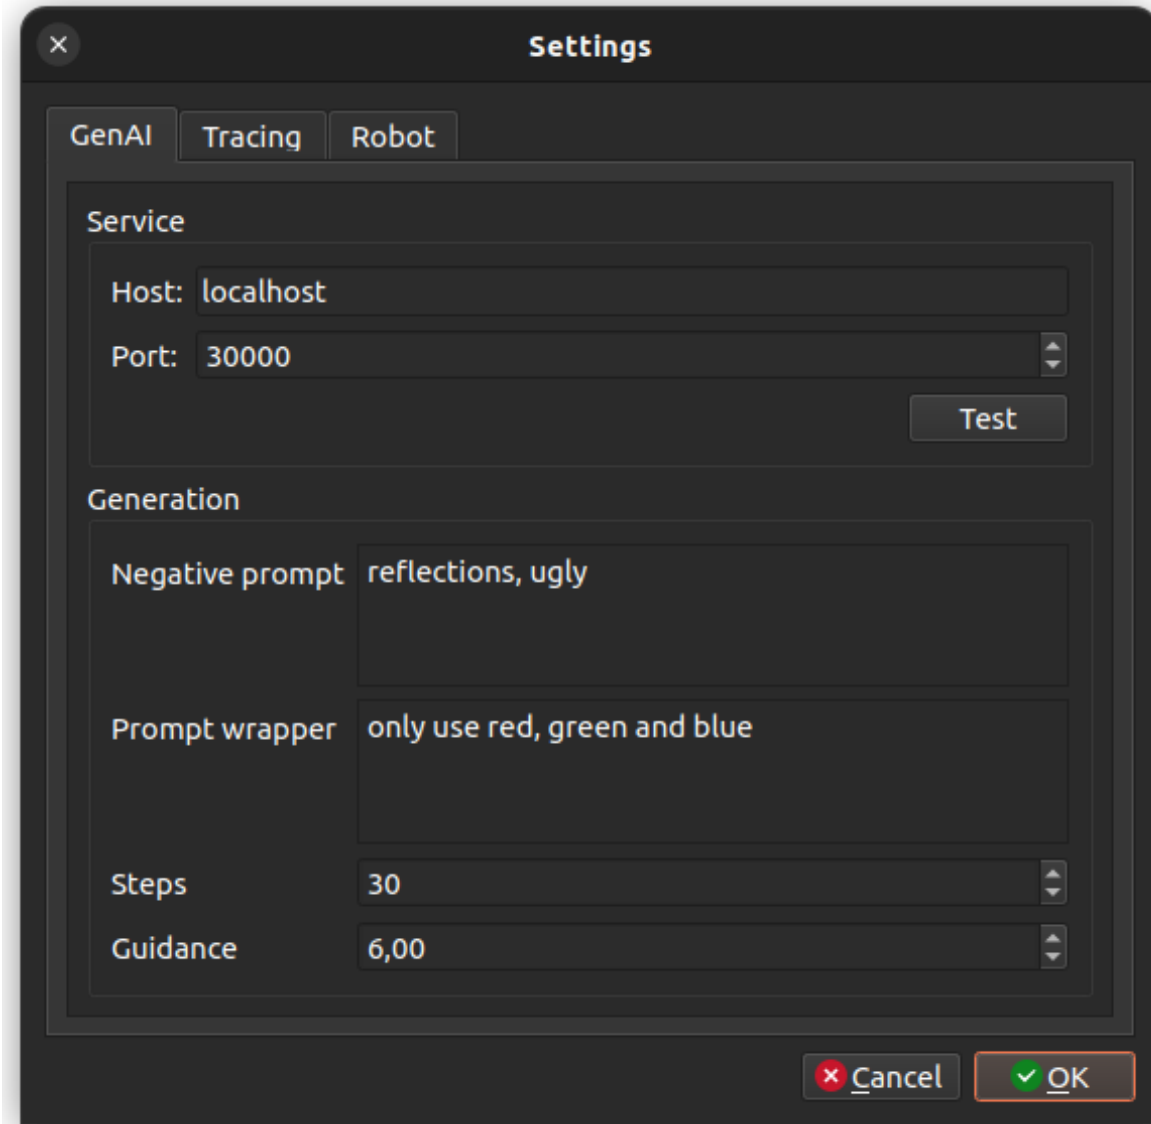 Settings
GenAI Tracing Robot
Service
Host: localhost
Port: 30000
Test
Generation
Negative prompt reflections, ugly
Prompt wrapper only use red, green and blue
Steps 30
Guidance 6,00
Cancel OK